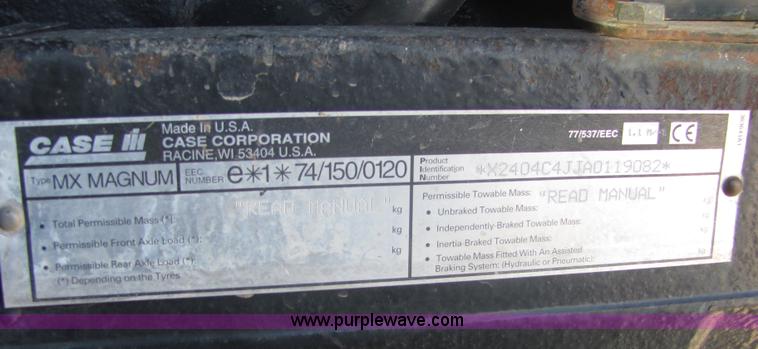 CASE IH
Made in U.S.A.
CASE CORPORATION
RACINE, WI 53404 U.S.A.
77/537/EEC
CE
Type MX MAGNUM
EEC NUMBER e*1*74/150/0120
Product Identification Number *X2404C4JJA0119082*
"READ MANUAL"
• Total Permissible Mass (*): kg
• Permissible Front Axle Load (*): kg
• Permissible Rear Axle Load (*): kg
(*) Depending on the Tyres
Permissible Towable Mass: "READ MANUAL"
• Unbraked Towable Mass: kg
• Independently-Braked Towable Mass: kg
• Inertia-Braked Towable Mass: kg
• Towable Mass Fitted With An Assisted
Braking System: (Hydraulic or Pneumatic): kg
www.purplewave.com